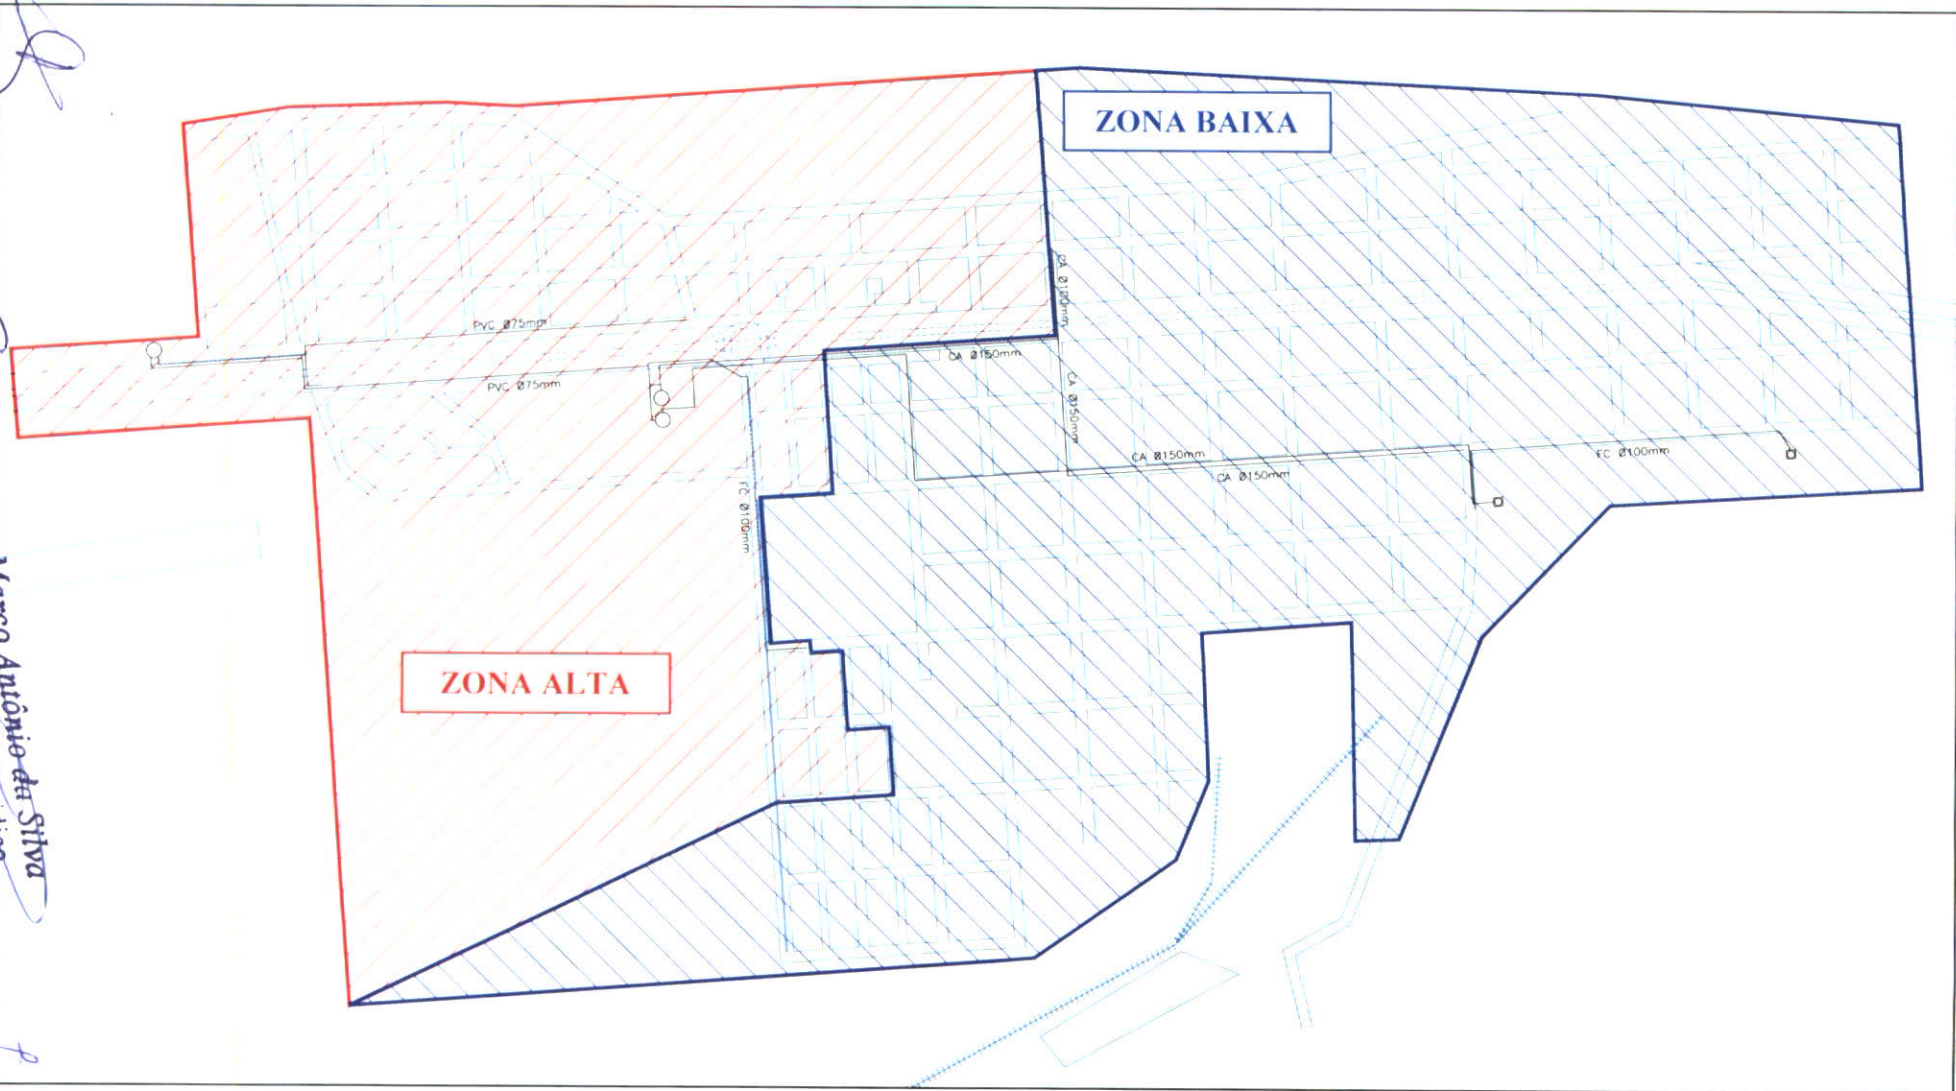 ZONA BAIXA
CA Ø100mm
PVC Ø75mm
CA Ø150mm
PVC Ø75mm
CA Ø150mm
CA Ø150mm
FC Ø100mm
CA Ø150mm
FC Ø100mm
ZONA ALTA
Marco Antônio da Silva